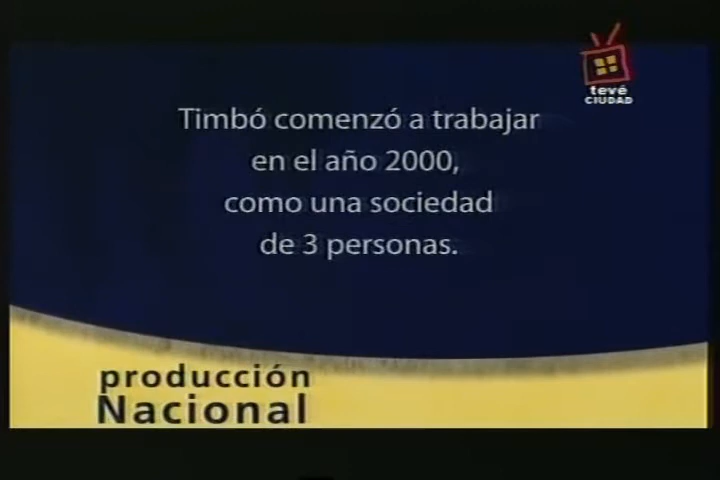 tevé
CIUDAD
Timbó comenzó a trabajar
en el año 2000,
como una sociedad
de 3 personas.
producción
Nacional